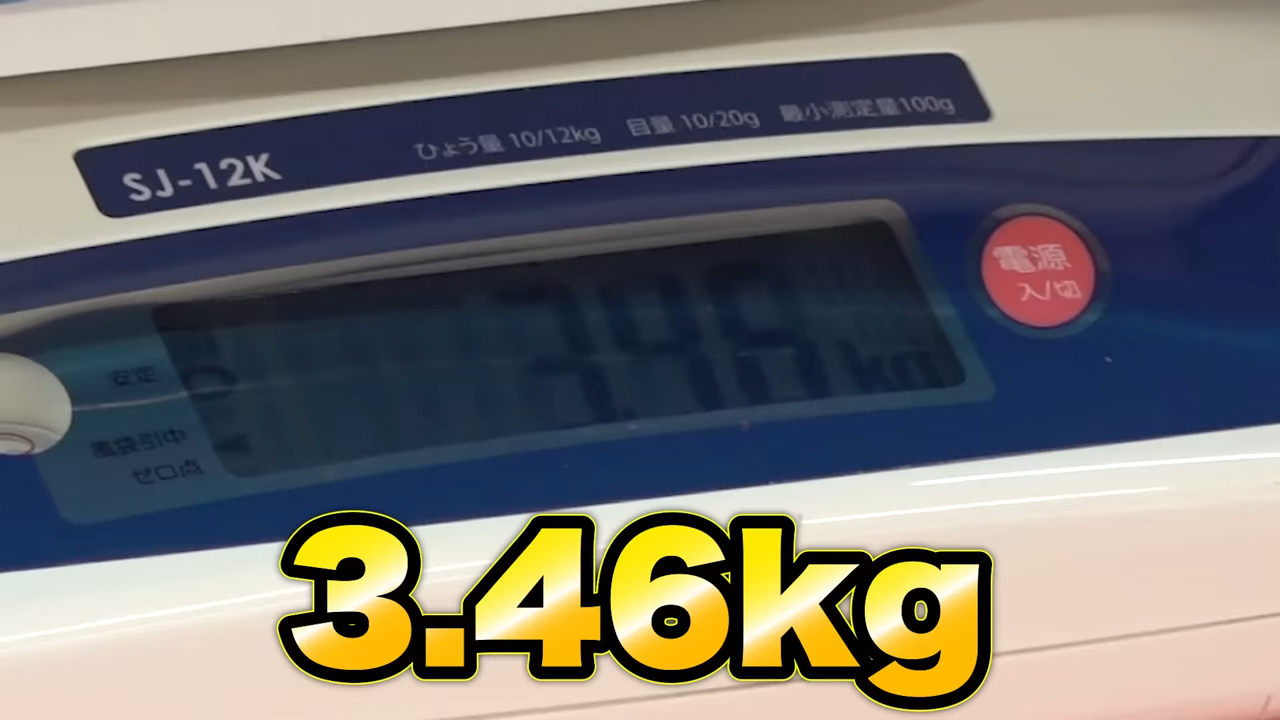 SJ-12K ひょう量 10/12kg 目量 10/20g 最小測定量100g
電源
入/切
kg
安定
風袋引中
ゼロ点
3.46kg